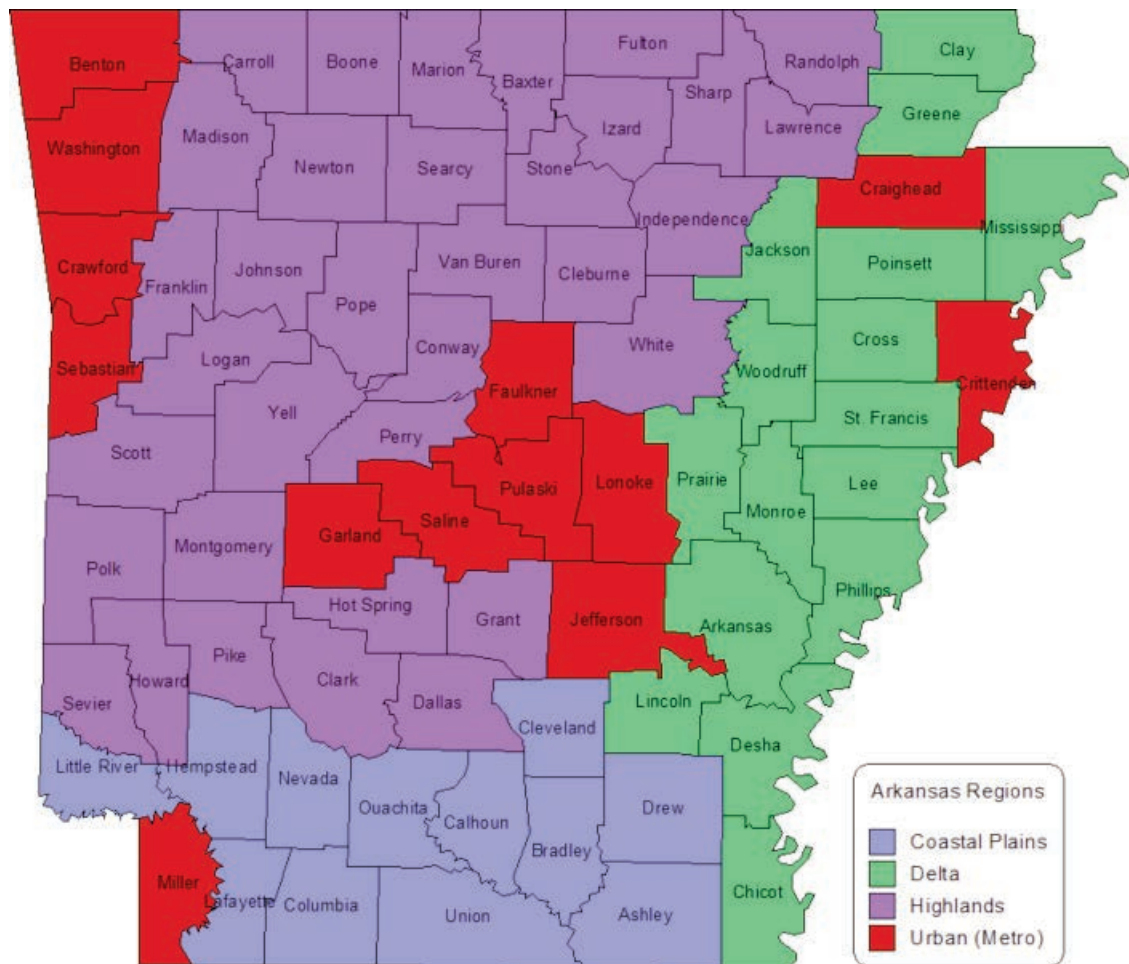 Benton
Carroll
Boone
Marion
Baxter
Fulton
Sharp
Randolph
Clay
Greene
Washington
Madison
Newton
Searcy
Stone
Izard
Lawrence
Craighead
Mississipp
Crawford
Franklin
Johnson
Pope
Van Buren
Cleburne
Independence
Jackson
Poinsett
Sebastian
Logan
Conway
Faulkner
White
Woodruff
Cross
Crittenden
Scott
Yell
Perry
Pulaski
Lonoke
Prairie
Monroe
St. Francis
Lee
Polk
Montgomery
Garland
Saline
Hot Spring
Grant
Jefferson
Arkansas
Phillips
Sevier
Howard
Pike
Clark
Dallas
Cleveland
Lincoln
Desha
Little River
Hempstead
Nevada
Ouachita
Calhoun
Bradley
Drew
Miller
Lafayette
Columbia
Union
Ashley
Chicot
Arkansas Regions
Coastal Plains
Delta
Highlands
Urban (Metro)